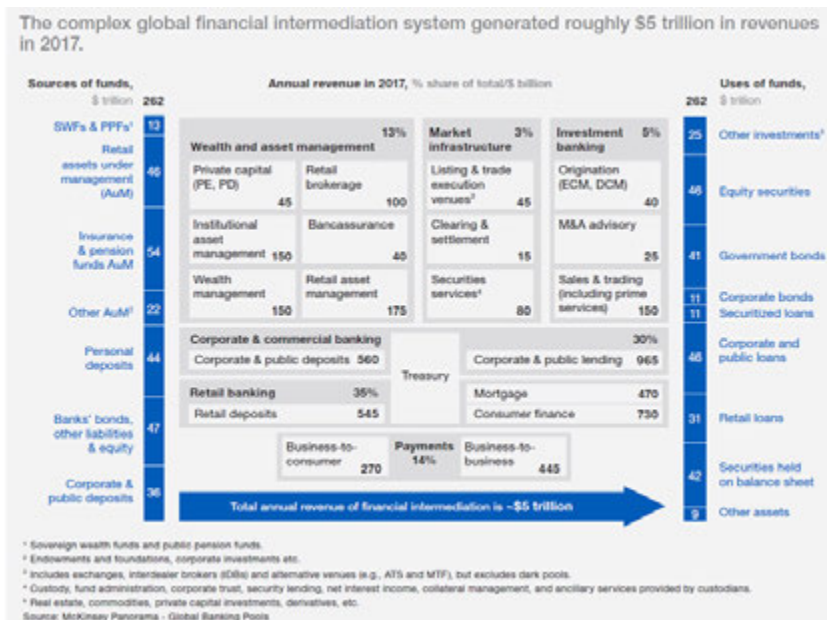 The complex global financial intermediation system generated roughly $5 trillion in revenues
in 2017.
Sources of funds,
$ trillion 262
Annual revenue in 2017, % share of total/$ billion
Uses of funds,
262 $ trillion
SWFs & PPFs¹ 13
Retail
assets under
management
(AuM)
46
Insurance
& pension
funds AuM
54
Other AuM² 22
Personal
deposits
44
Banks' bonds,
other liabilities
& equity
47
Corporate &
public deposits
36
13%
Wealth and asset management
Private capital
(PE, PD)
45
Retail
brokerage
100
Institutional
asset
management 150
Bancassurance
40
Wealth
management
150
Retail asset
management
175
Market 3%
infrastructure
Listing & trade
execution
venues³ 45
Clearing &
settlement
15
Securities
services⁴
80
Investment 5%
banking
Origination
(ECM, DCM)
40
M&A advisory
25
Sales & trading
(including prime
services) 150
Corporate & commercial banking 30%
Corporate & public deposits 560
Treasury
Corporate & public lending 965
Retail banking 35%
Retail deposits 545
Mortgage 470
Consumer finance 730
Business-to-
consumer
270
Payments
14%
Business-to-
business
445
Total annual revenue of financial intermediation is ~$5 trillion
25 Other investments⁵
46 Equity securities
41 Government bonds
11 Corporate bonds
11 Securitized loans
46 Corporate and
public loans
31 Retail loans
42 Securities held
on balance sheet
9 Other assets
¹ Sovereign wealth funds and public pension funds.
² Endowments and foundations, corporate investments etc.
³ Includes exchanges, interdealer brokers (IDBs) and alternative venues (e.g., ATS and MTF), but excludes dark pools.
⁴ Custody, fund administration, corporate trust, security lending, net interest income, collateral management, and ancillary services provided by custodians.
⁵ Real estate, commodities, private capital investments, derivatives, etc.
Source: McKinsey Panorama - Global Banking Pools